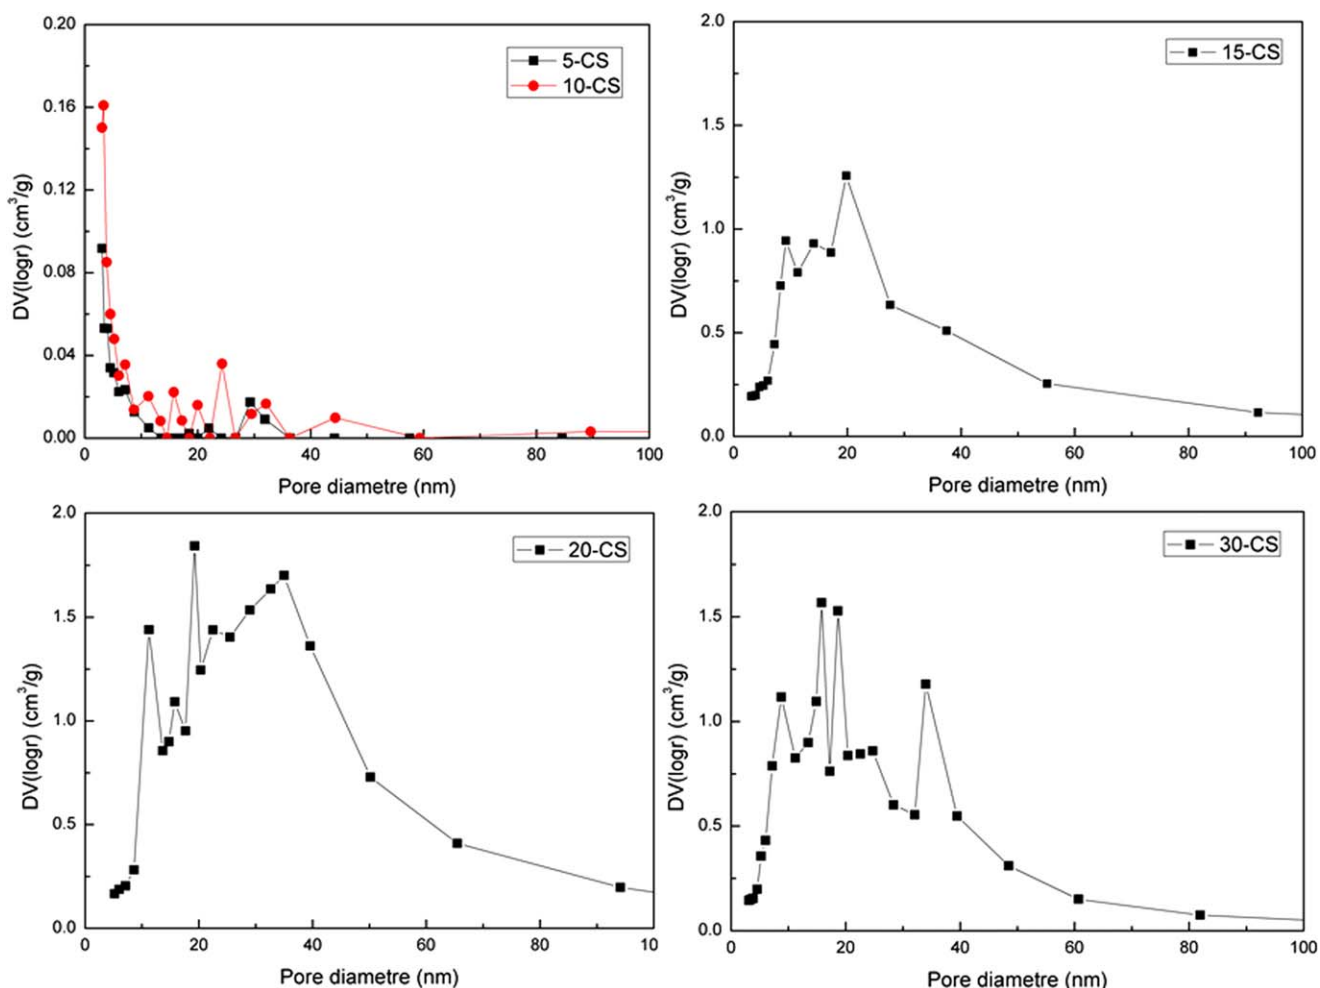 0.20
0.16
0.12
0.08
0.04
0.00
DV(logr) (cm³/g)
5-CS
10-CS
0 20 40 60 80 100
Pore diametre (nm)
2.0
1.5
1.0
0.5
0.0
DV(logr) (cm³/g)
15-CS
0 20 40 60 80 100
Pore diametre (nm)
2.0
1.5
1.0
0.5
0.0
DV(logr) (cm³/g)
20-CS
0 20 40 60 80 10
Pore diametre (nm)
2.0
1.5
1.0
0.5
0.0
DV(logr) (cm³/g)
30-CS
0 20 40 60 80 100
Pore diametre (nm)